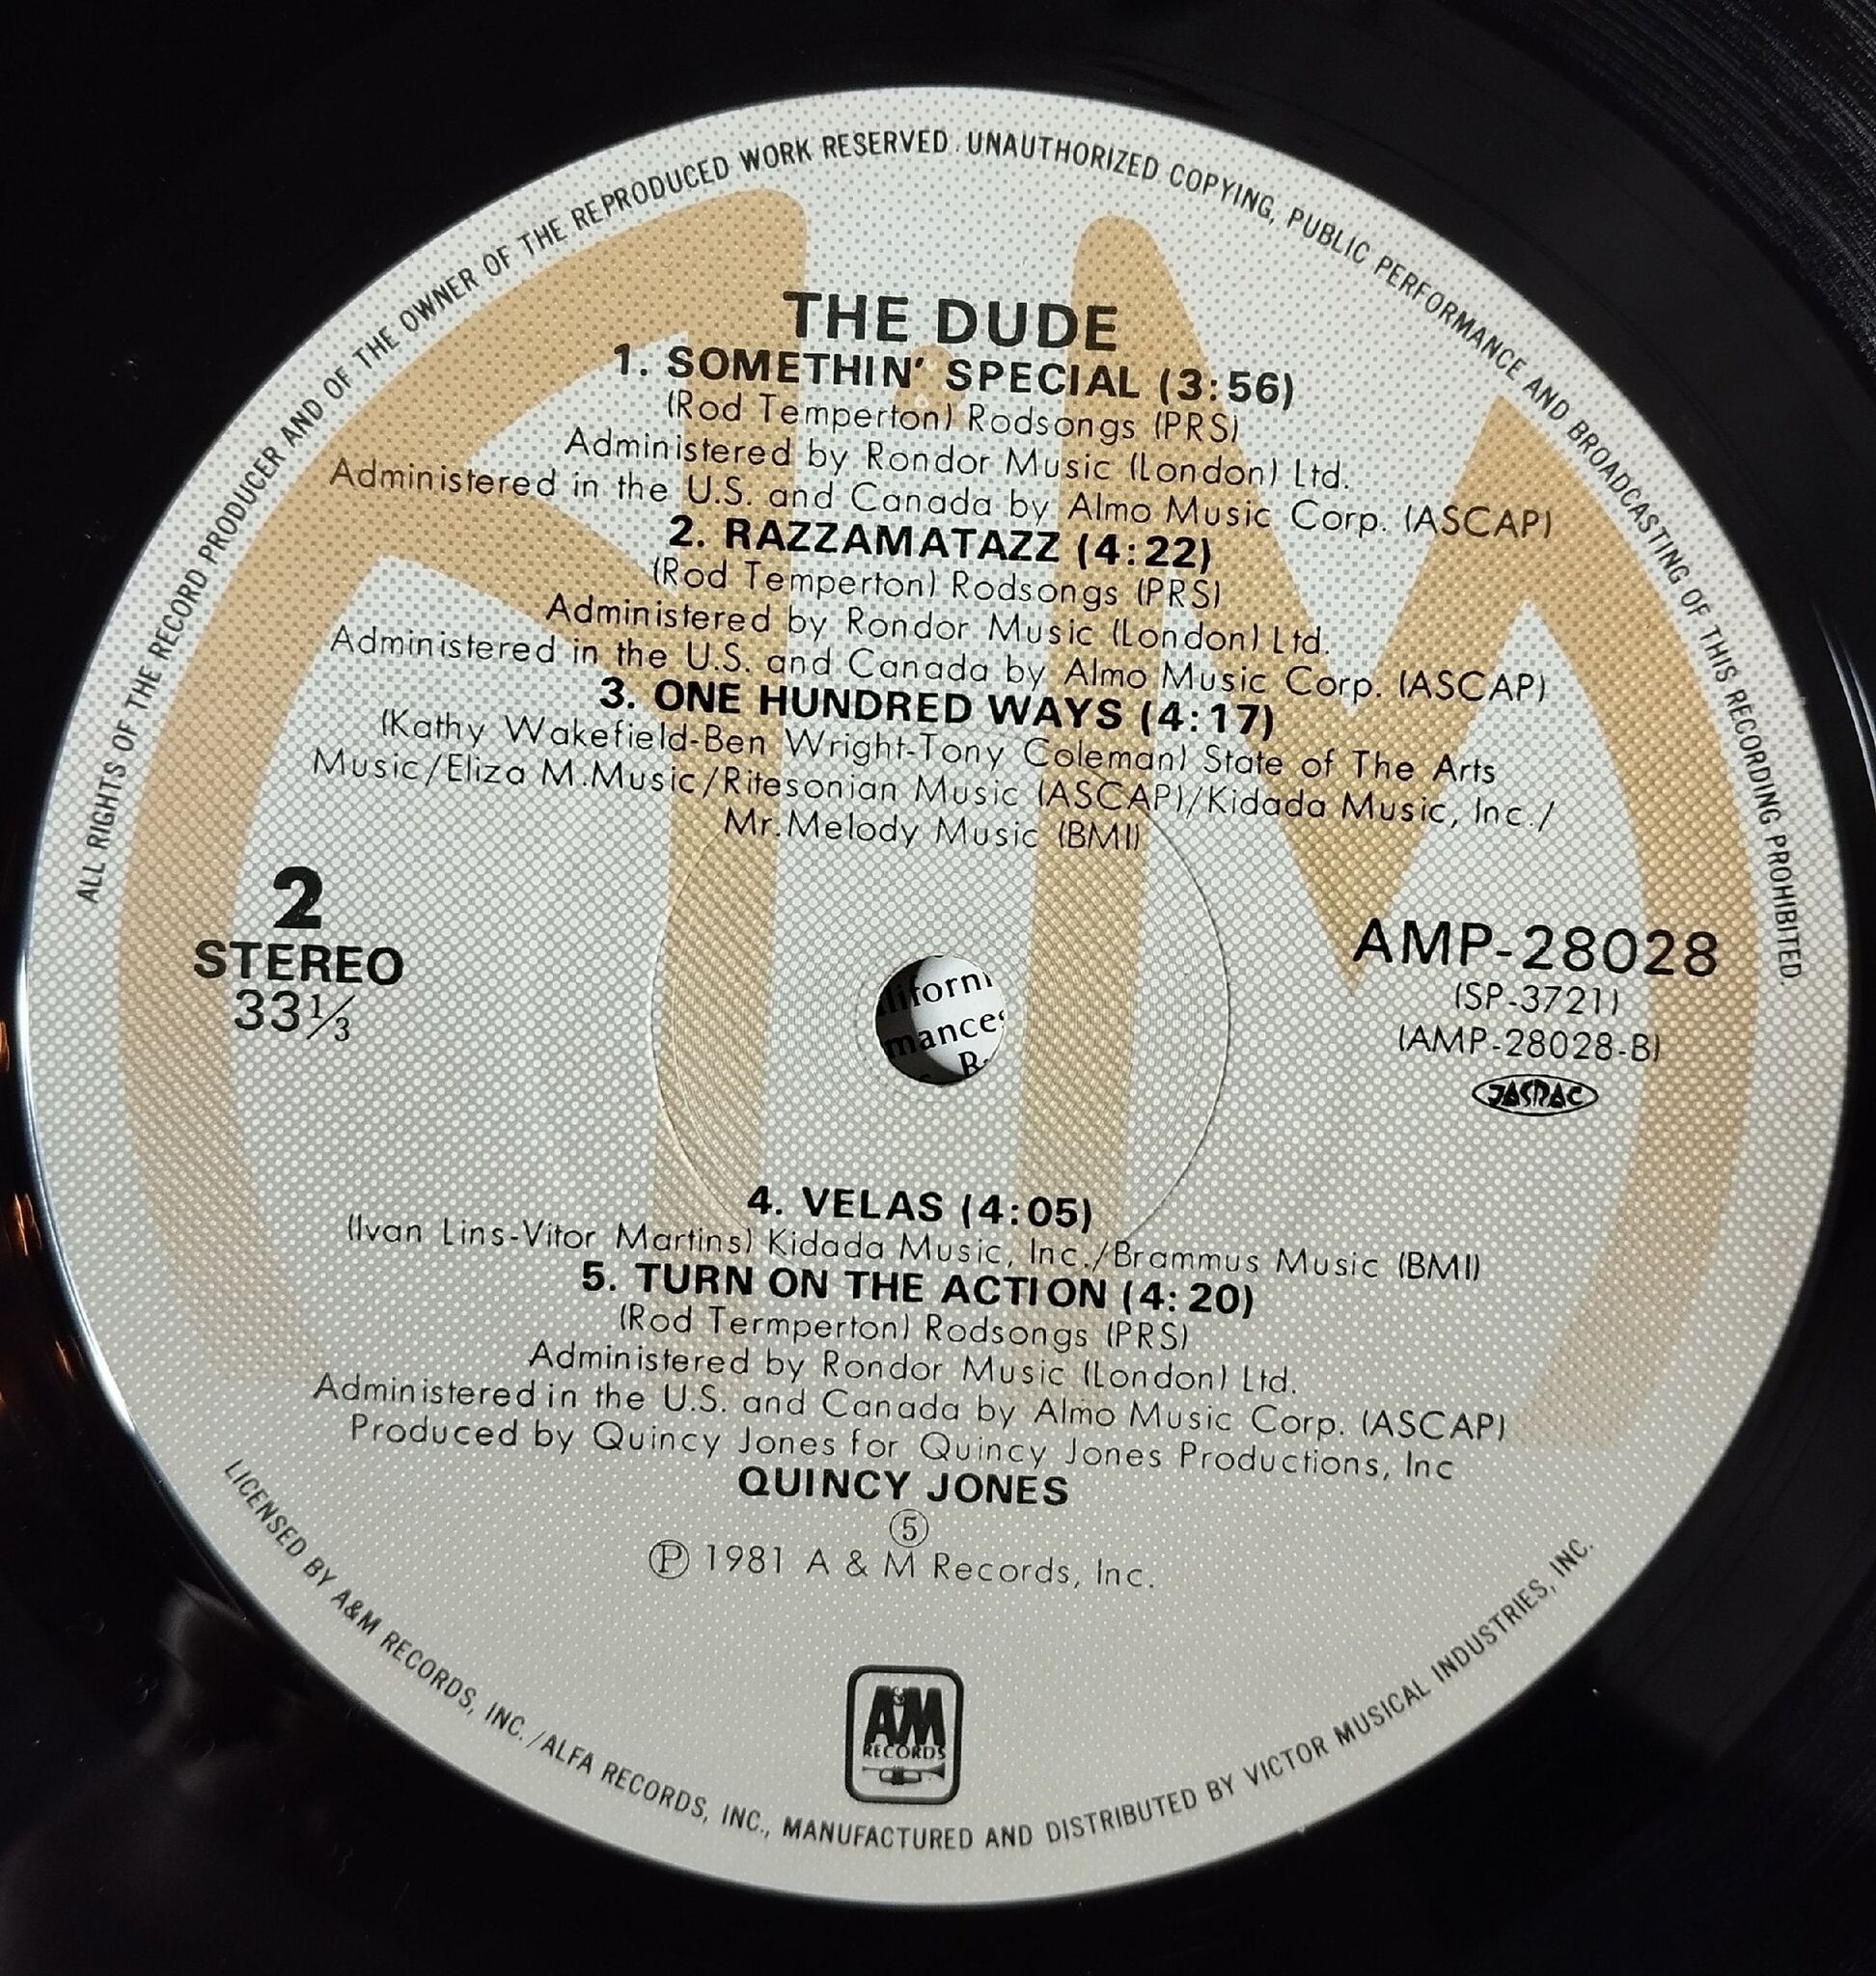 ALL RIGHTS OF THE RECORD PRODUCER AND OF THE OWNER OF THE REPRODUCED WORK RESERVED. UNAUTHORIZED COPYING, PUBLIC PERFORMANCE AND BROADCASTING OF THIS RECORDING PROHIBITED.
THE DUDE
1. SOMETHIN' SPECIAL (3:56)
(Rod Temperton) Rodsongs (PRS)
Administered by Rondor Music (London) Ltd.
Administered in the U.S. and Canada by Almo Music Corp. (ASCAP)
2. RAZZAMATAZZ (4:22)
(Rod Temperton) Rodsongs (PRS)
Administered by Rondor Music (London) Ltd.
Administered in the U.S. and Canada by Almo Music Corp. (ASCAP)
3. ONE HUNDRED WAYS (4:17)
(Kathy Wakefield-Ben Wright-Tony Coleman) State of The Arts
Music/Eliza M.Music/Ritesonian Music (ASCAP)/Kidada Music, Inc./
Mr.Melody Music (BMI)
2
STEREO
33⅓
AMP-28028
(SP-3721)
(AMP-28028-B)
JASRAC
4. VELAS (4:05)
(Ivan Lins-Vitor Martins) Kidada Music, Inc./Brammus Music (BMI)
5. TURN ON THE ACTION (4:20)
(Rod Termperton) Rodsongs (PRS)
Administered by Rondor Music (London) Ltd.
Administered in the U.S. and Canada by Almo Music Corp. (ASCAP)
Produced by Quincy Jones for Quincy Jones Productions, Inc
QUINCY JONES
⑤
Ⓟ 1981 A & M Records, Inc.
A&M
RECORDS
LICENSED BY A&M RECORDS, INC./ALFA RECORDS, INC., MANUFACTURED AND DISTRIBUTED BY VICTOR MUSICAL INDUSTRIES, INC.